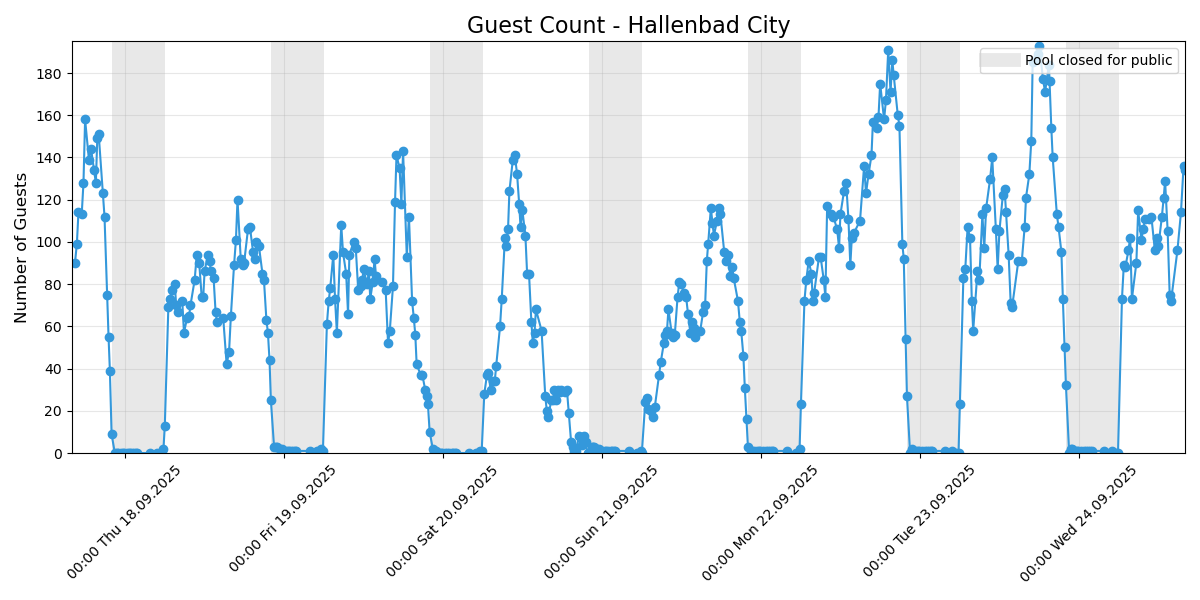 Guest Count - Hallenbad City
Pool closed for public
Number of Guests
180
160
140
120
100
80
60
40
20
0
00:00 Thu 18.09.2025
00:00 Fri 19.09.2025
00:00 Sat 20.09.2025
00:00 Sun 21.09.2025
00:00 Mon 22.09.2025
00:00 Tue 23.09.2025
00:00 Wed 24.09.2025